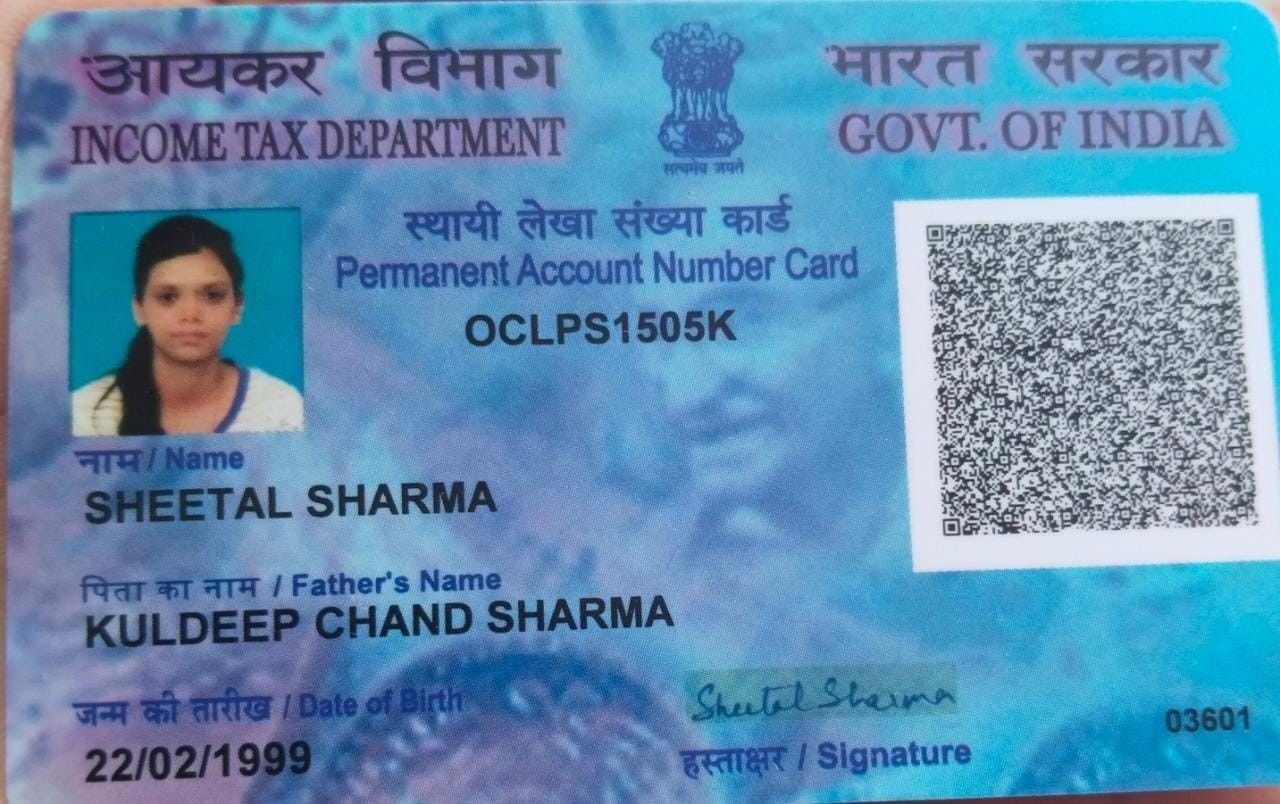 आयकर विभाग
INCOME TAX DEPARTMENT
सत्यमेव जयते
भारत सरकार
GOVT. OF INDIA
स्थायी लेखा संख्या कार्ड
Permanent Account Number Card
OCLPS1505K
नाम / Name
SHEETAL SHARMA
पिता का नाम / Father's Name
KULDEEP CHAND SHARMA
जन्म की तारीख / Date of Birth
22/02/1999
Sheetal Sharma
हस्ताक्षर / Signature
03601